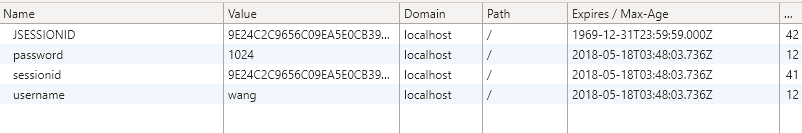 Name Value Domain Path Expires / Max-Age ...
JSESSIONID 9E24C2C9656C09EA5E0CB39... localhost / 1969-12-31T23:59:59.000Z 42
password 1024 localhost / 2018-05-18T03:48:03.736Z 12
sessionid 9E24C2C9656C09EA5E0CB39... localhost / 2018-05-18T03:48:03.736Z 41
username wang localhost / 2018-05-18T03:48:03.736Z 12